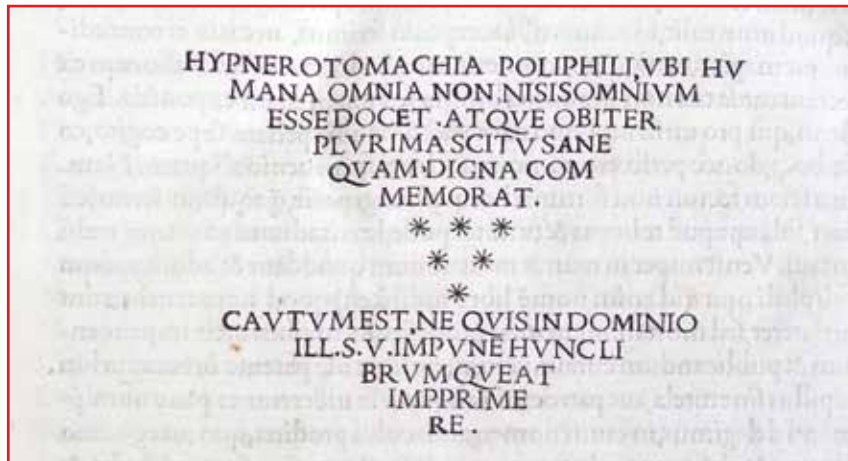 HYPNEROTOMACHIA POLIPHILI, VBI HV
MANA OMNIA NON NISISOMNIVM
ESSE DOCET. ATQVE OBITER
PLVRIMA SCITV SANE
QVAM DIGNA COM
MEMORAT.
* * *
* *
*
CAVTVM EST, NE QVIS IN DOMINIO
ILL. S. V. IMPVNE HVNC LI
BRVM QVEAT
IMPPRIME
RE.